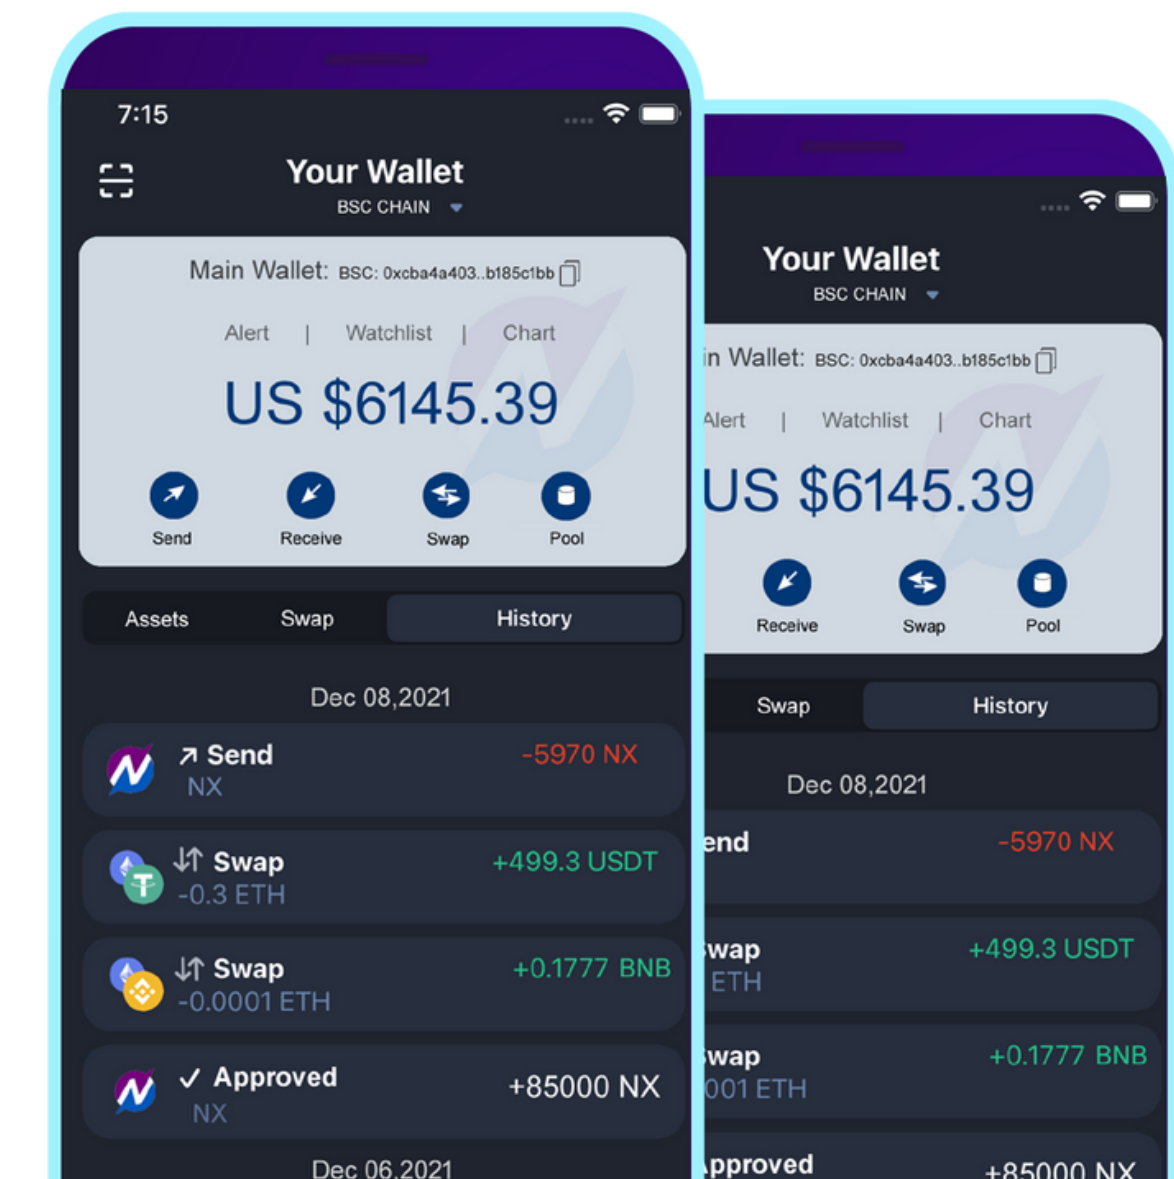 7:15
Your Wallet
BSC CHAIN
Main Wallet: BSC: 0xcba4a403..b185c1bb
Alert | Watchlist | Chart
US $6145.39
Send Receive Swap Pool
Assets Swap History
Dec 08,2021
Send -5970 NX
NX
Swap +499.3 USDT
-0.3 ETH
Swap +0.1777 BNB
-0.0001 ETH
Approved +85000 NX
NX
Dec 06,2021
Your Wallet
BSC CHAIN
in Wallet: BSC: 0xcba4a403..b185c1bb
Alert | Watchlist | Chart
US $6145.39
Receive Swap Pool
Swap History
Dec 08,2021
end -5970 NX
wap +499.3 USDT
ETH
wap +0.1777 BNB
001 ETH
pproved +85000 NX